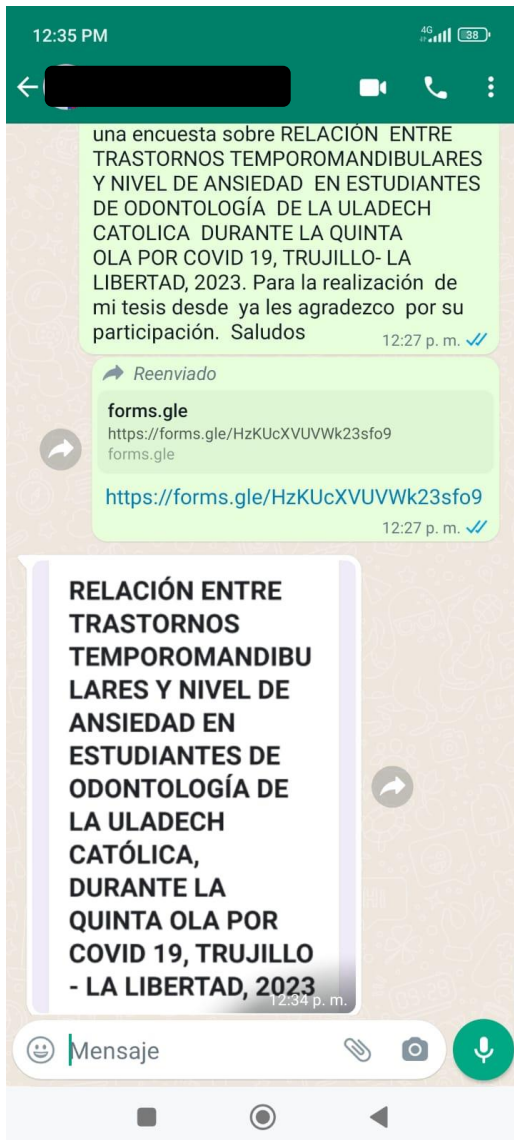 12:35 PM
4G
38
una encuesta sobre RELACIÓN ENTRE
TRASTORNOS TEMPOROMANDIBULARES
Y NIVEL DE ANSIEDAD EN ESTUDIANTES
DE ODONTOLOGÍA DE LA ULADECH
CATOLICA DURANTE LA QUINTA
OLA POR COVID 19, TRUJILLO- LA
LIBERTAD, 2023. Para la realización de
mi tesis desde ya les agradezco por su
participación. Saludos
12:27 p. m.
Reenviado
forms.gle
https://forms.gle/HzKUcXVUVWk23sfo9
forms.gle
https://forms.gle/HzKUcXVUVWk23sfo9
12:27 p. m.
RELACIÓN ENTRE
TRASTORNOS
TEMPOROMANDIBU
LARES Y NIVEL DE
ANSIEDAD EN
ESTUDIANTES DE
ODONTOLOGÍA DE
LA ULADECH
CATÓLICA,
DURANTE LA
QUINTA OLA POR
COVID 19, TRUJILLO
- LA LIBERTAD, 2023
12:34 p. m.
Mensaje